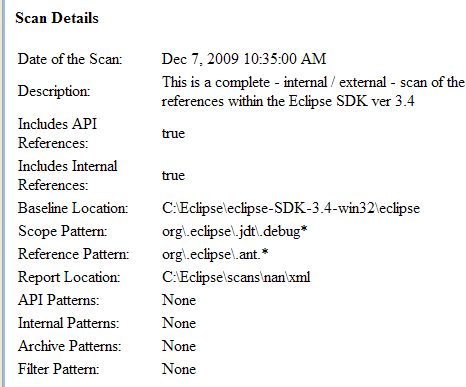 Scan Details
Date of the Scan: Dec 7, 2009 10:35:00 AM
Description: This is a complete - internal / external - scan of the
references within the Eclipse SDK ver 3.4
Includes API
References: true
Includes Internal
References: true
Baseline Location: C:\Eclipse\eclipse-SDK-3.4-win32\eclipse
Scope Pattern: org\.eclipse\.jdt\.debug*
Reference Pattern: org\.eclipse\.ant.*
Report Location: C:\Eclipse\scans\nan\xml
API Patterns: None
Internal Patterns: None
Archive Patterns: None
Filter Pattern: None